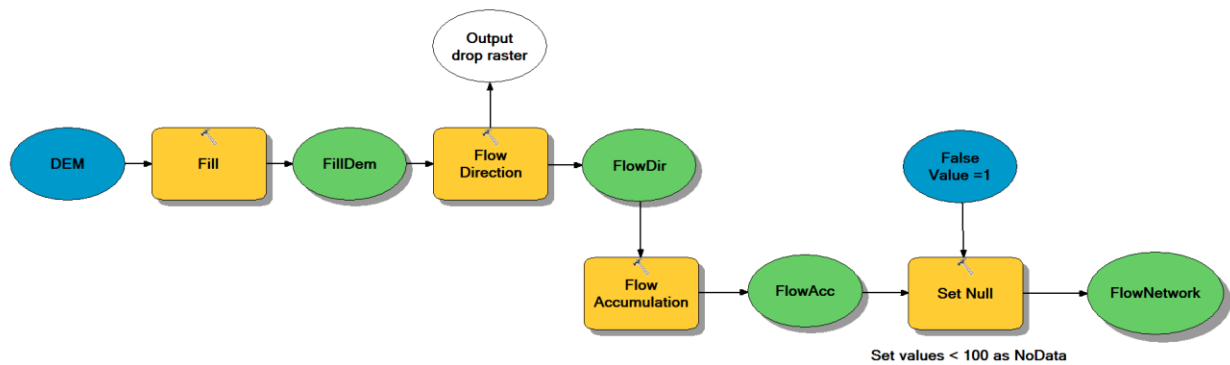 Output
drop raster
DEM
Fill
FillDem
Flow
Direction
FlowDir
False
Value =1
Flow
Accumulation
FlowAcc
Set Null
FlowNetwork
Set values < 100 as NoData